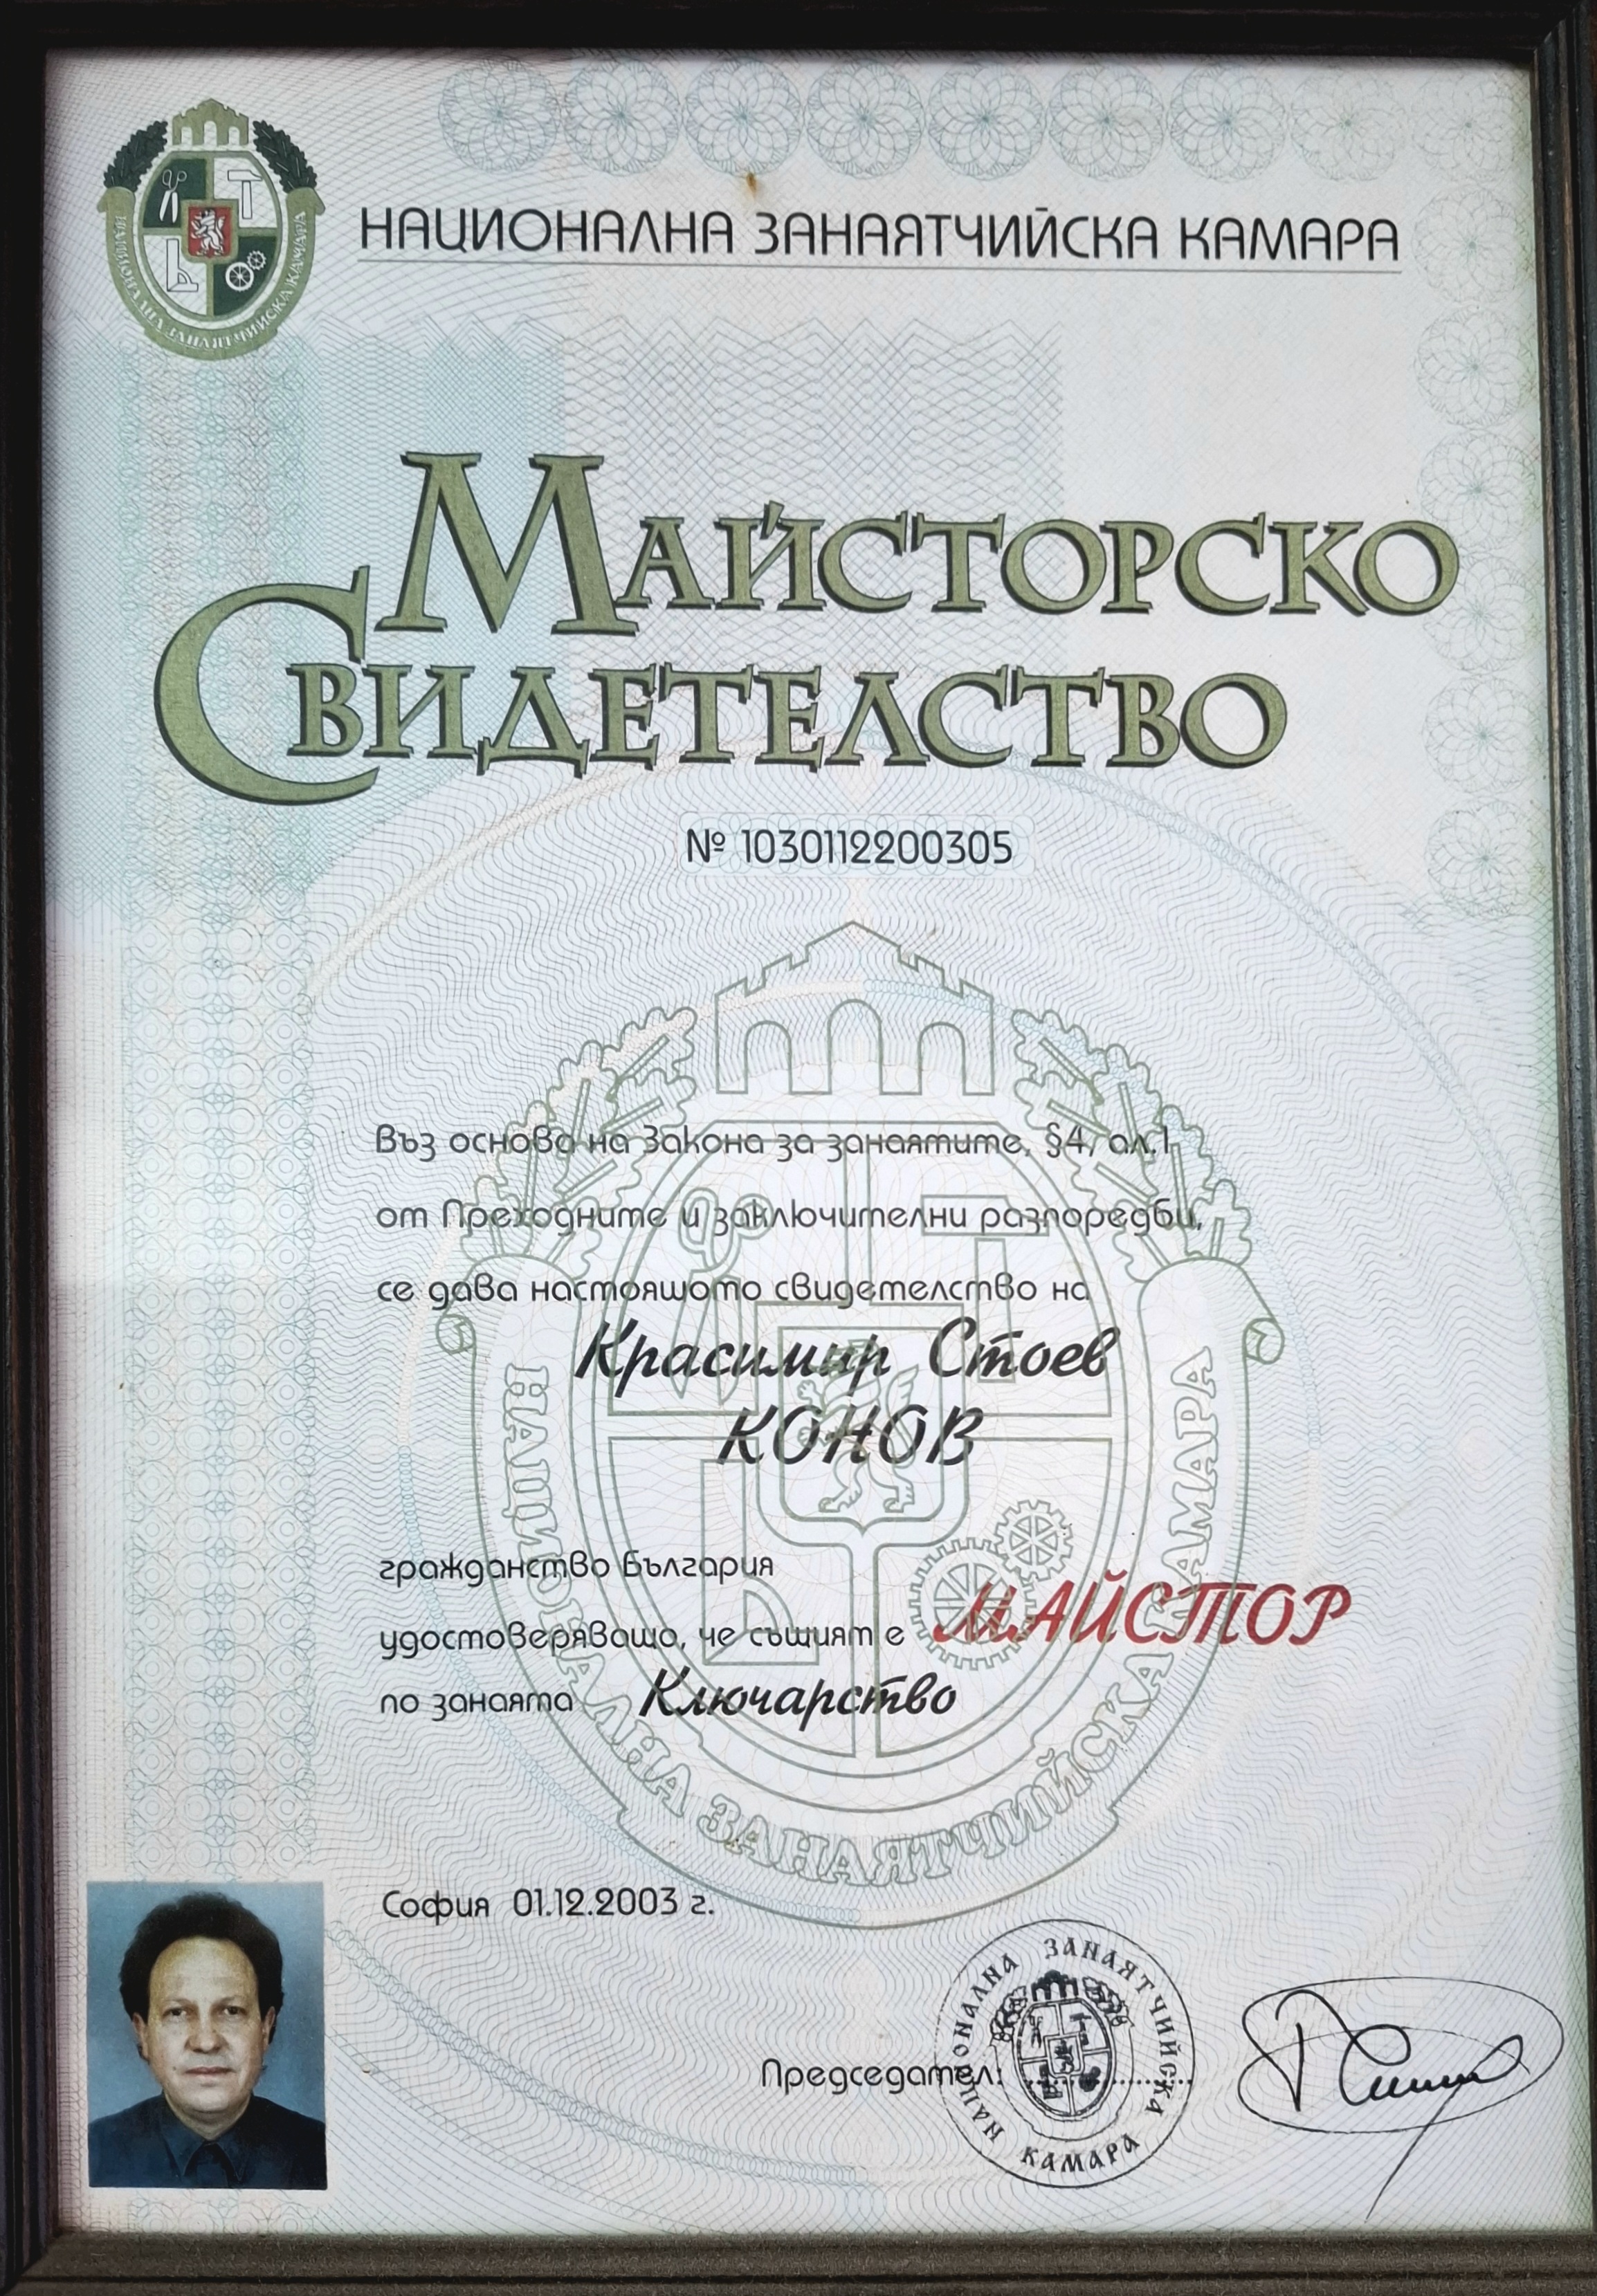 НАЦИОНАЛНА ЗАНАЯТЧИЙСКА КАМАРА
НАЦИОНАЛНА ЗАНАЯТЧИЙСКА КАМАРА
МАЙСТОРСКО
СВИДЕТЕЛСТВО
№ 1030112200305
Въз основа на Закона за занаятите, §4, ал.1
от Преходните и заключителни разпоредби,
се дава настоящото свидетелство на
Красимир Стоев
КОНОВ
гражданство България
удостоверяващо, че същият е МАЙСТОР
по занаята Ключарство
НАЦИОНАЛНА ЗАНАЯТЧИЙСКА КАМАРА
София 01.12.2003 г.
Председател:
НАЦИОНАЛНА ЗАНАЯТЧИЙСКА КАМАРА